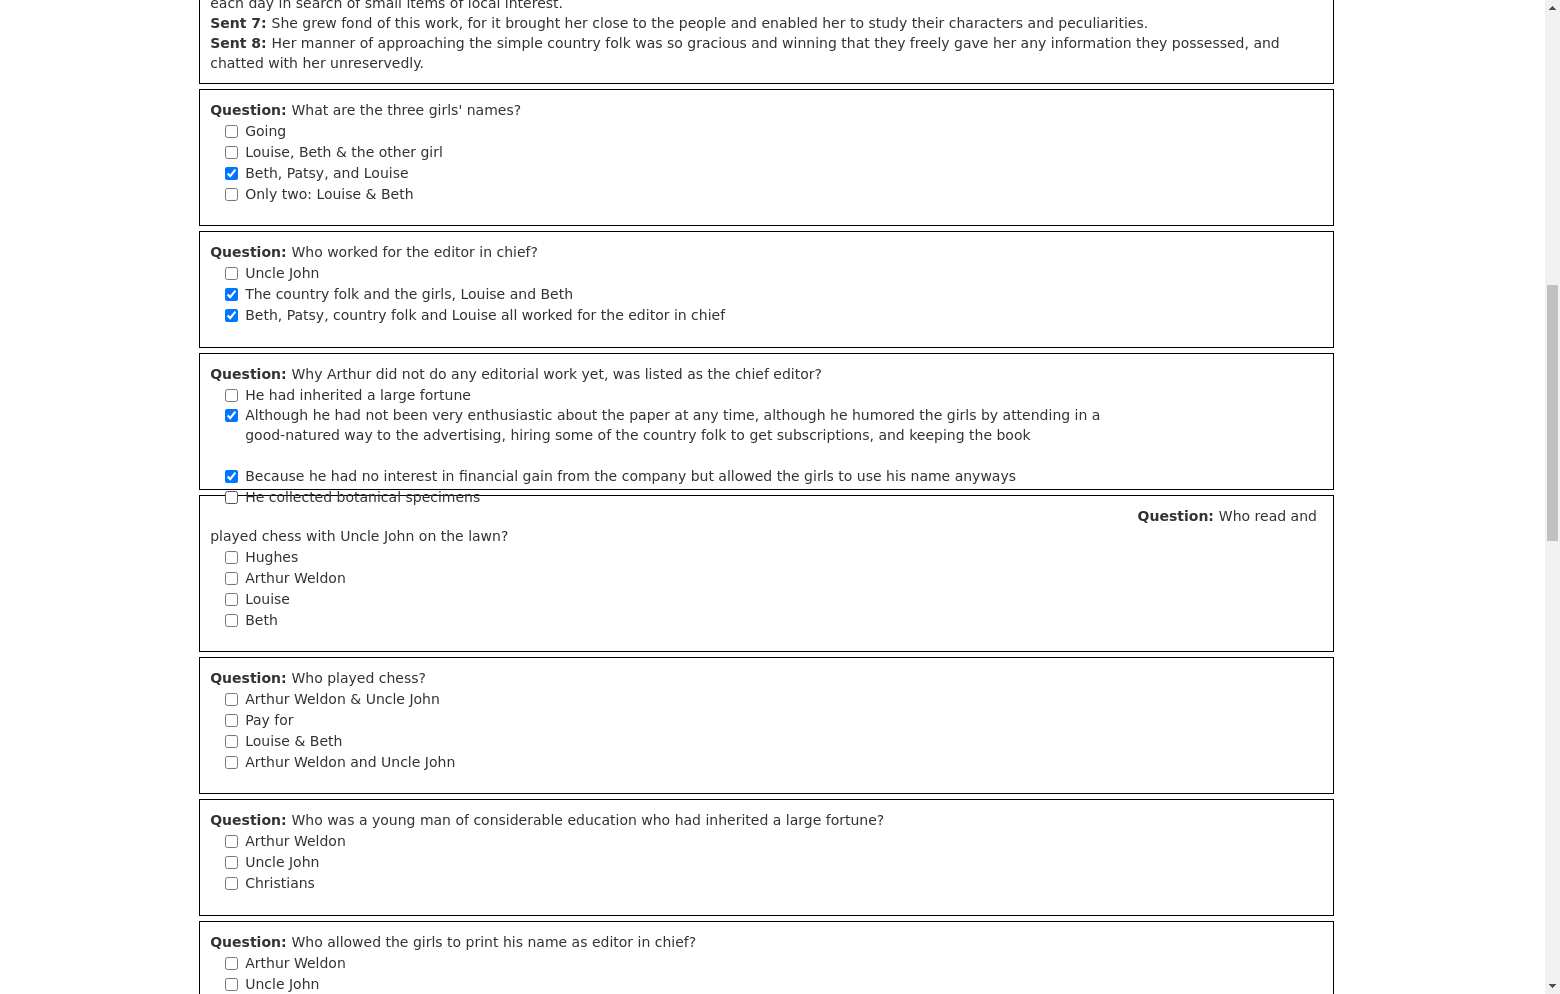 each day in search of small items of local interest.
Sent 7: She grew fond of this work, for it brought her close to the people and enabled her to study their characters and peculiarities.
Sent 8: Her manner of approaching the simple country folk was so gracious and winning that they freely gave her any information they possessed, and
chatted with her unreservedly.
Question: What are the three girls' names?
Going
Louise, Beth & the other girl
Beth, Patsy, and Louise
Only two: Louise & Beth
Question: Who worked for the editor in chief?
Uncle John
The country folk and the girls, Louise and Beth
Beth, Patsy, country folk and Louise all worked for the editor in chief
Question: Why Arthur did not do any editorial work yet, was listed as the chief editor?
He had inherited a large fortune
Although he had not been very enthusiastic about the paper at any time, although he humored the girls by attending in a
good-natured way to the advertising, hiring some of the country folk to get subscriptions, and keeping the book
Because he had no interest in financial gain from the company but allowed the girls to use his name anyways
He collected botanical specimens
Question: Who read and
played chess with Uncle John on the lawn?
Hughes
Arthur Weldon
Louise
Beth
Question: Who played chess?
Arthur Weldon & Uncle John
Pay for
Louise & Beth
Arthur Weldon and Uncle John
Question: Who was a young man of considerable education who had inherited a large fortune?
Arthur Weldon
Uncle John
Christians
Question: Who allowed the girls to print his name as editor in chief?
Arthur Weldon
Uncle John